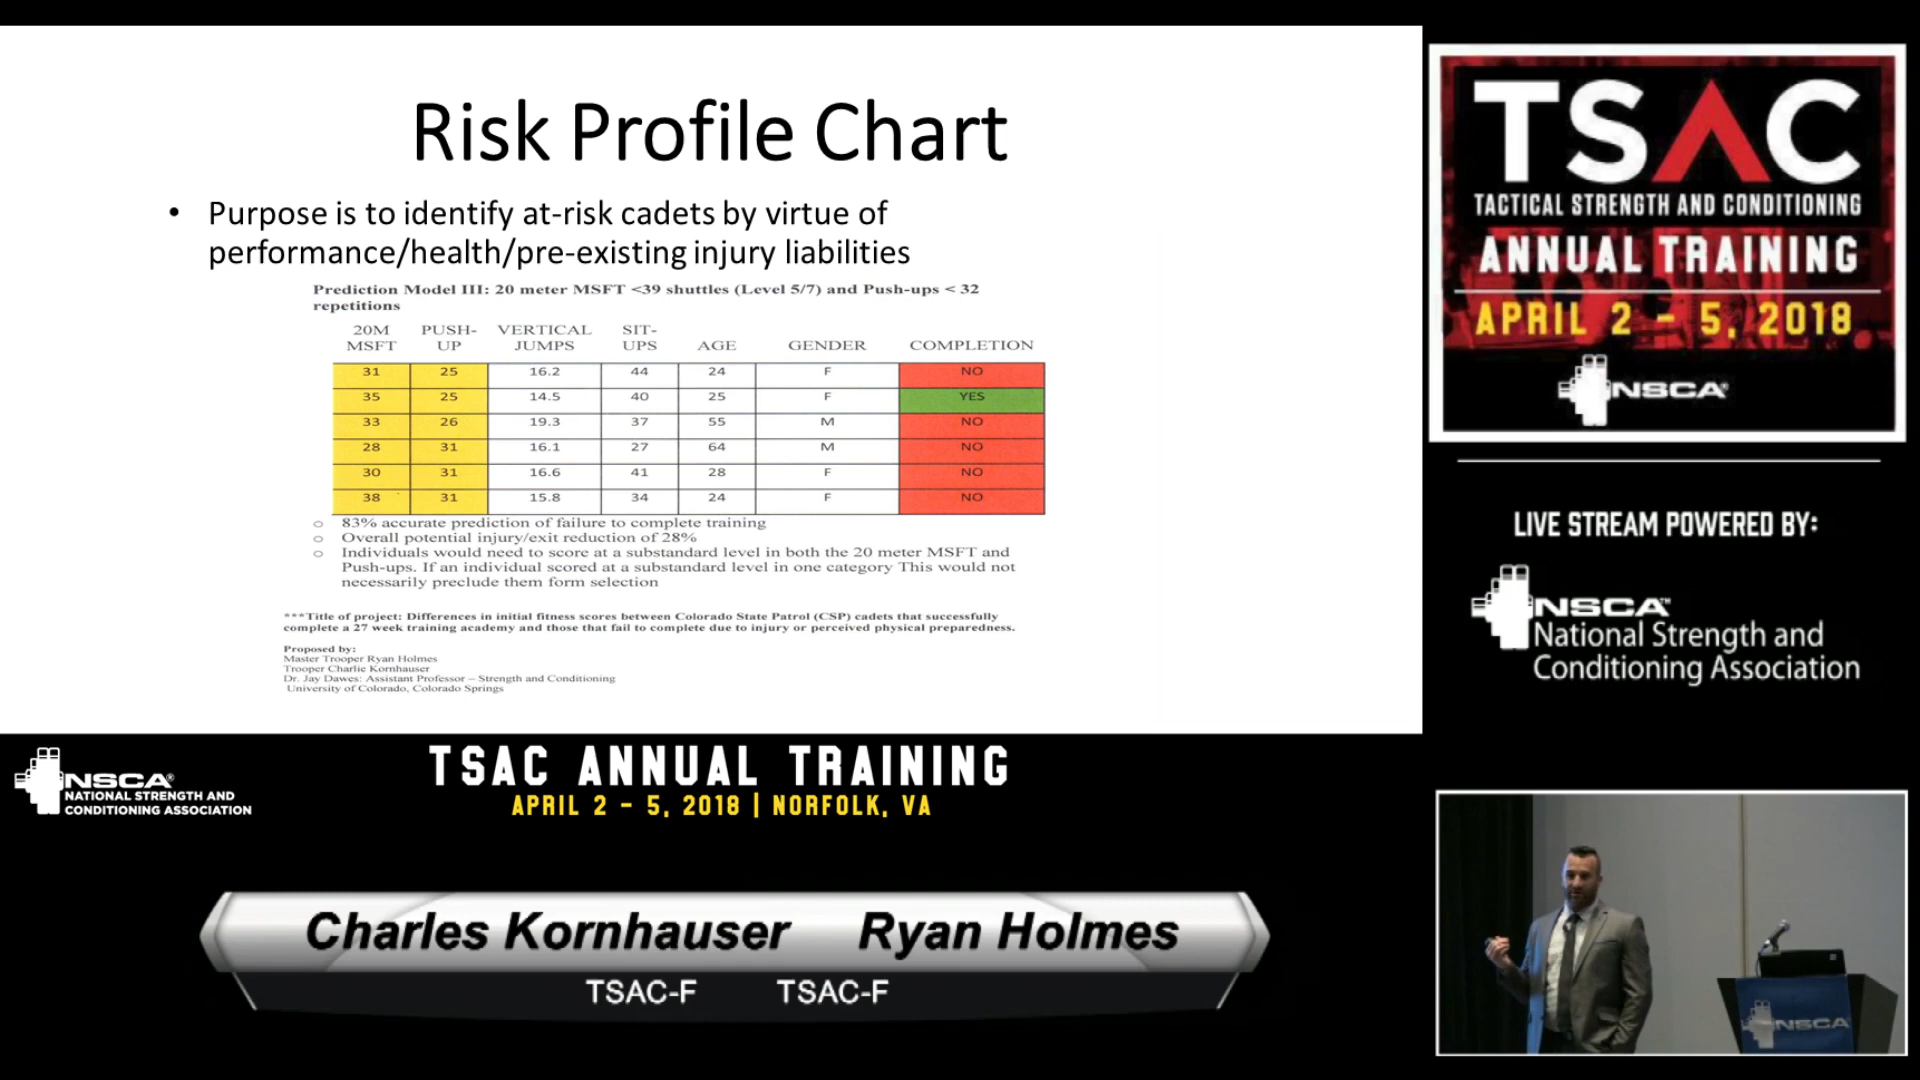 Risk Profile Chart
• Purpose is to identify at-risk cadets by virtue of
performance/health/pre-existing injury liabilities
Prediction Model III: 20 meter MSFT <39 shuttles (Level 5/7) and Push-ups < 32
repetitions
20M MSFT PUSH-UP VERTICAL JUMPS SIT-UPS AGE GENDER COMPLETION
31 25 16.2 44 24 F NO
35 25 14.5 40 25 F YES
33 26 19.3 37 55 M NO
28 31 16.1 27 64 M NO
30 31 16.6 41 28 F NO
38 31 15.8 34 24 F NO
○ 83% accurate prediction of failure to complete training
○ Overall potential injury/exit reduction of 28%
○ Individuals would need to score at a substandard level in both the 20 meter MSFT and
Push-ups. If an individual scored at a substandard level in one category This would not
necessarily preclude them form selection
***Title of project: Differences in initial fitness scores between Colorado State Patrol (CSP) cadets that successfully
complete a 27 week training academy and those that fail to complete due to injury or perceived physical preparedness.
Proposed by:
Master Trooper Ryan Holmes
Trooper Charlie Kornhauser
Dr. Jay Dawes: Assistant Professor – Strength and Conditioning
University of Colorado, Colorado Springs
TSAC
TACTICAL STRENGTH AND CONDITIONING
ANNUAL TRAINING
APRIL 2 - 5, 2018
NSCA®
LIVE STREAM POWERED BY:
NSCA™
National Strength and
Conditioning Association
NSCA®
NATIONAL STRENGTH AND
CONDITIONING ASSOCIATION
TSAC ANNUAL TRAINING
APRIL 2 - 5, 2018 | NORFOLK, VA
Charles Kornhauser Ryan Holmes
TSAC-F TSAC-F
NSCA